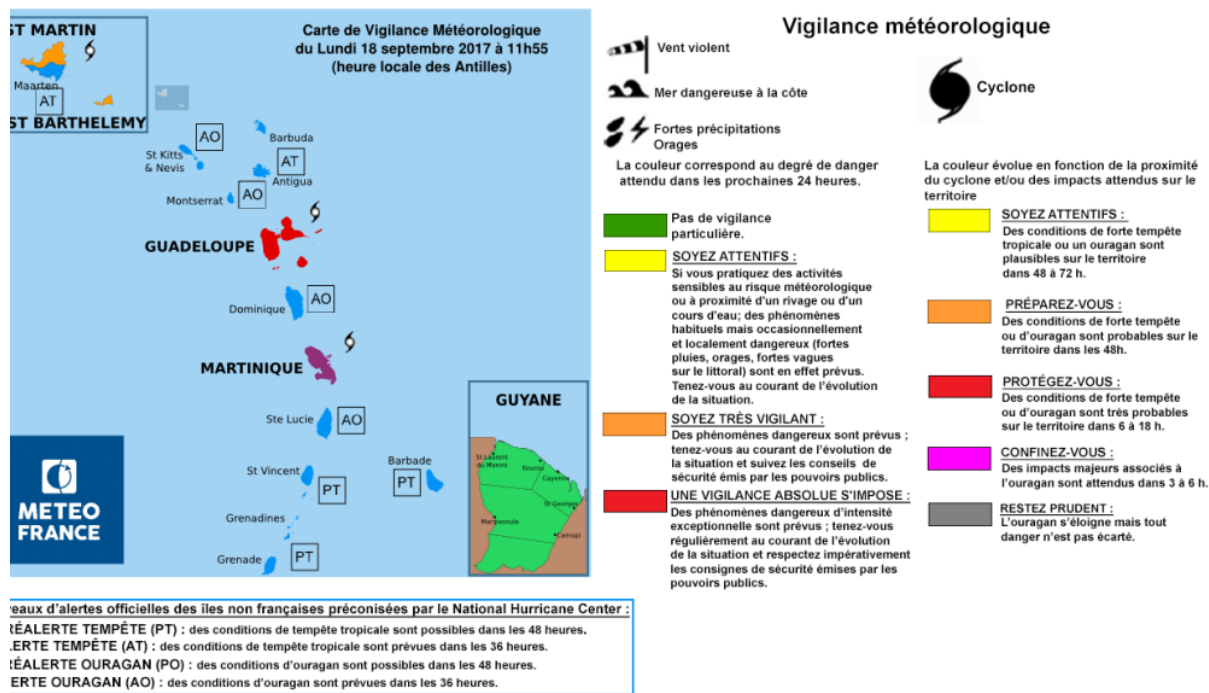 ST MARTIN
Maarten
AT
ST BARTHELEMY
Carte de Vigilance Météorologique
du Lundi 18 septembre 2017 à 11h55
(heure locale des Antilles)
AO
Barbuda
St Kitts
& Nevis
AT
Antigua
Montserrat
AO
GUADELOUPE
Dominique
AO
MARTINIQUE
Ste Lucie
AO
St Vincent
PT
Barbade
PT
Grenadines
Grenade
PT
METEO
FRANCE
GUYANE
St Laurent
du Maroni
Kourou
Cayenne
St Georges
Maripasoula
Camopi
Vigilance météorologique
Vent violent
Mer dangereuse à la côte
Fortes précipitations
Orages
La couleur correspond au degré de danger
attendu dans les prochaines 24 heures.
Pas de vigilance
particulière.
SOYEZ ATTENTIFS :
Si vous pratiquez des activités
sensibles au risque météorologique
ou à proximité d'un rivage ou d'un
cours d'eau; des phénomènes
habituels mais occasionnellement
et localement dangereux (fortes
pluies, orages, fortes vagues
sur le littoral) sont en effet prévus.
Tenez-vous au courant de l'évolution
de la situation.
SOYEZ TRÈS VIGILANT :
Des phénomènes dangereux sont prévus ;
tenez-vous au courant de l'évolution de
la situation et suivez les conseils de
sécurité émis par les pouvoirs publics.
UNE VIGILANCE ABSOLUE S'IMPOSE :
Des phénomènes dangereux d'intensité
exceptionnelle sont prévus ; tenez-vous
régulièrement au courant de l'évolution
de la situation et respectez impérativement
les consignes de sécurité émises par les
pouvoirs publics.
Cyclone
La couleur évolue en fonction de la proximité
du cyclone et/ou des impacts attendus sur le
territoire
SOYEZ ATTENTIFS :
Des conditions de forte tempête
tropicale ou un ouragan sont
plausibles sur le territoire
dans 48 à 72 h.
PRÉPAREZ-VOUS :
Des conditions de forte tempête
ou d'ouragan sont probables sur le
territoire dans les 48h.
PROTÉGEZ-VOUS :
Des conditions de forte tempête
ou d'ouragan sont trés probables
sur le territoire dans 6 à 18 h.
CONFINEZ-VOUS :
Des impacts majeurs associés à
l'ouragan sont attendus dans 3 à 6 h.
RESTEZ PRUDENT :
L'ouragan s'éloigne mais tout
danger n'est pas écarté.
veaux d'alertes officielles des îles non françaises préconisées par le National Hurricane Center :
RÉALERTE TEMPÊTE (PT) : des conditions de tempête tropicale sont possibles dans les 48 heures.
LERTE TEMPÊTE (AT) : des conditions de tempête tropicale sont prévues dans les 36 heures.
RÉALERTE OURAGAN (PO) : des conditions d'ouragan sont possibles dans les 48 heures.
ERTE OURAGAN (AO) : des conditions d'ouragan sont prévues dans les 36 heures.